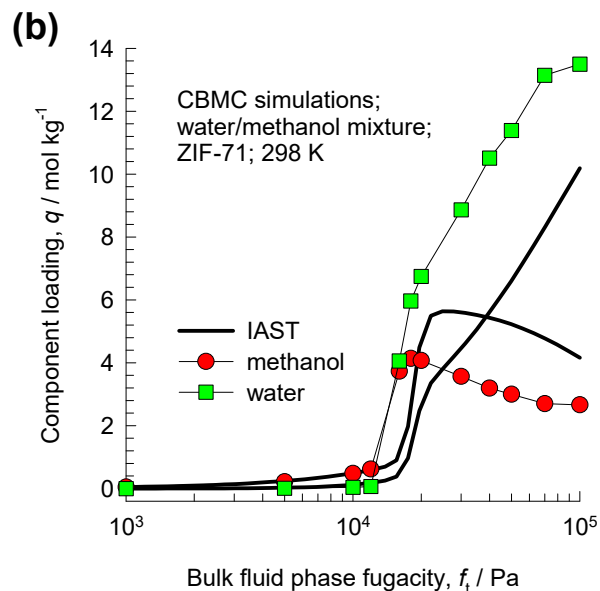 (b)
14
12
10
8
6
4
2
0
Component loading, q / mol kg⁻¹
CBMC simulations;
water/methanol mixture;
ZIF-71; 298 K
IAST
methanol
water
10³
10⁴
10⁵
Bulk fluid phase fugacity, fₜ / Pa